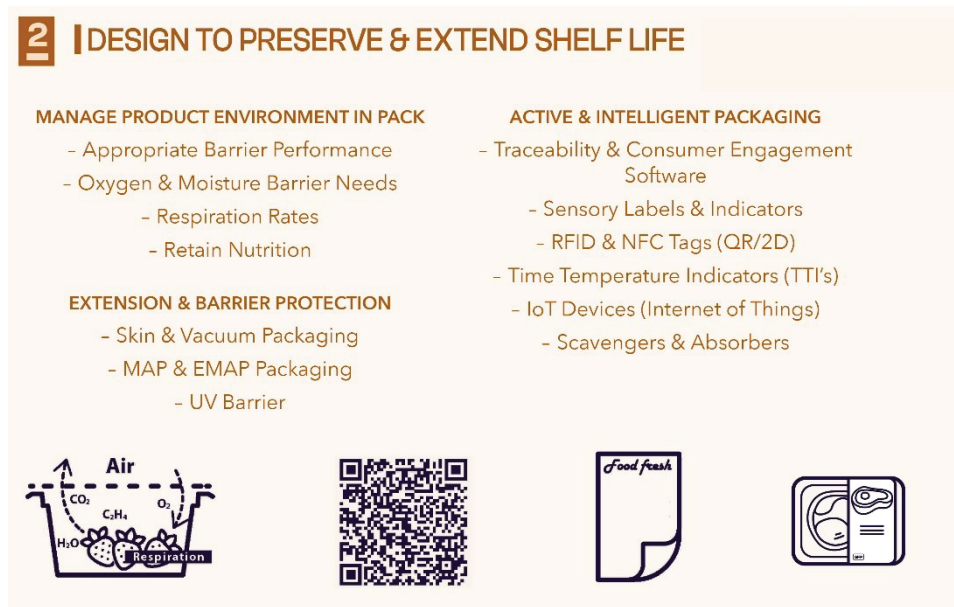 2 | DESIGN TO PRESERVE & EXTEND SHELF LIFE
MANAGE PRODUCT ENVIRONMENT IN PACK
– Appropriate Barrier Performance
– Oxygen & Moisture Barrier Needs
– Respiration Rates
– Retain Nutrition
EXTENSION & BARRIER PROTECTION
– Skin & Vacuum Packaging
– MAP & EMAP Packaging
– UV Barrier
ACTIVE & INTELLIGENT PACKAGING
– Traceability & Consumer Engagement
Software
– Sensory Labels & Indicators
– RFID & NFC Tags (QR/2D)
– Time Temperature Indicators (TTI's)
– IoT Devices (Internet of Things)
– Scavengers & Absorbers
Air
CO₂
C₂H₄
O₂
H₂O
Respiration
Food fresh